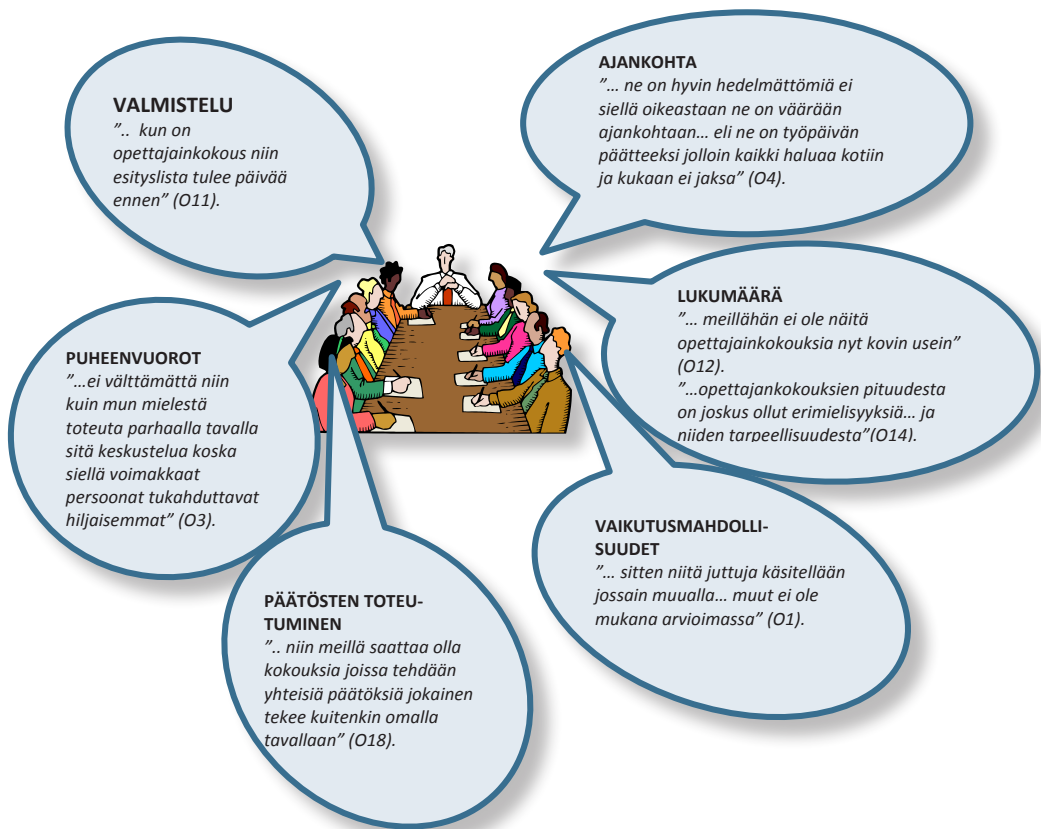 VALMISTELU
”.. kun on
opettajainkokous niin
esityslista tulee päivää
ennen” (O11).
AJANKOHTA
”... ne on hyvin hedelmättömiä ei
siellä oikeastaan ne on väärään
ajankohtaan... eli ne on työpäivän
päätteeksi jolloin kaikki haluaa kotiin
ja kukaan ei jaksa” (O4).
PUHEENVUOROT
”...ei välttämättä niin
kuin mun mielestä
toteuta parhaalla tavalla
sitä keskustelua koska
siellä voimakkaat
persoonat tukahduttavat
hiljaisemmat” (O3).
LUKUMÄÄRÄ
”... meillähän ei ole näitä
opettajainkokouksia nyt kovin usein”
(O12).
”...opettajankokouksien pituudesta
on joskus ollut erimielisyyksiä... ja
niiden tarpeellisuudesta”(O14).
PÄÄTÖSTEN TOTEU-
TUMINEN
”.. niin meillä saattaa olla
kokouksia joissa tehdään
yhteisiä päätöksiä jokainen
tekee kuitenkin omalla
tavallaan” (O18).
VAIKUTUSMAHDOLLI-
SUUDET
”... sitten niitä juttuja käsitellään
jossain muualla... muut ei ole
mukana arvioimassa” (O1).